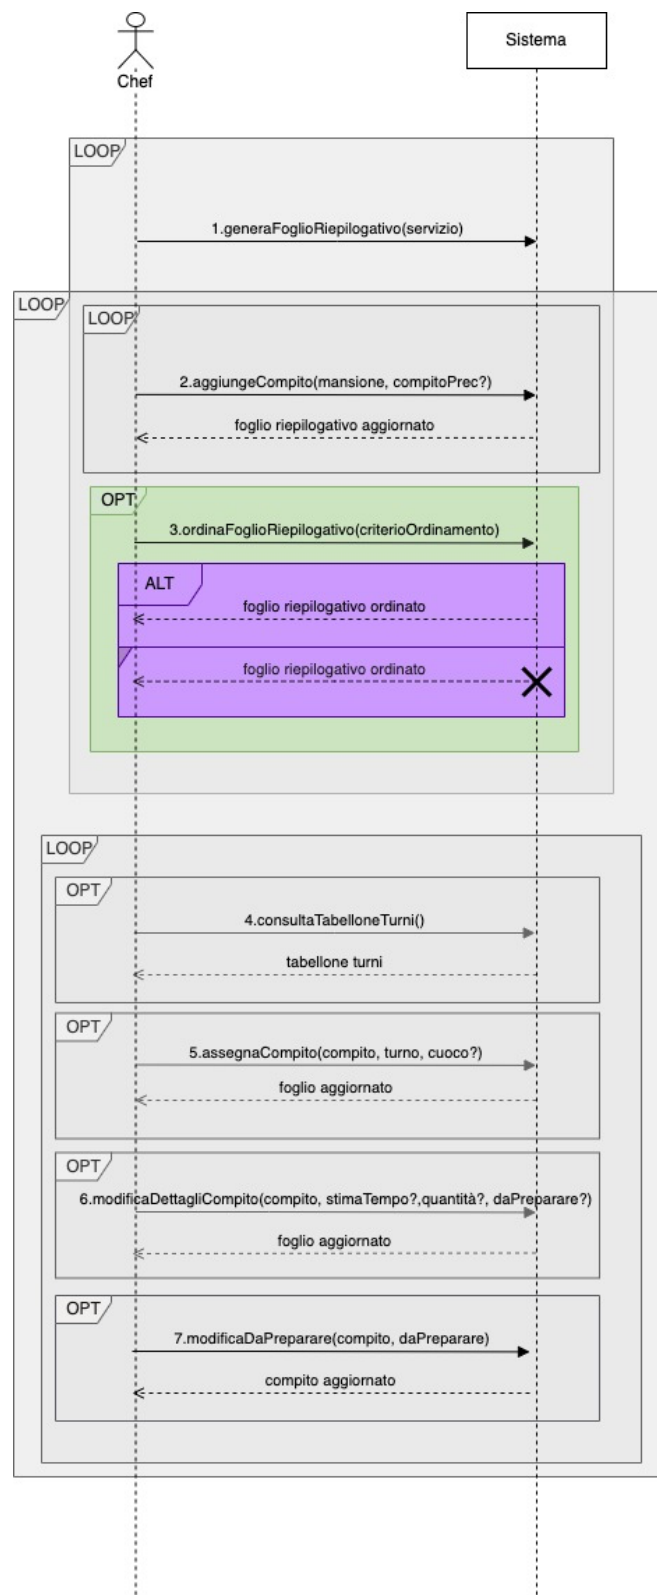 Sistema
Chef
LOOP
1.generaFoglioRiepilogativo(servizio)
LOOP
LOOP
2.aggiungeCompito(mansione, compitoPrec?)
foglio riepilogativo aggiornato
OPT
3.ordinaFoglioRiepilogativo(criterioOrdinamento)
ALT
foglio riepilogativo ordinato
foglio riepilogativo ordinato
LOOP
OPT
4.consultaTabelloneTurni()
tabellone turni
OPT
5.assegnaCompito(compito, turno, cuoco?)
foglio aggiornato
OPT
6.modificaDettagliCompito(compito, stimaTempo?,quantità?, daPreparare?)
foglio aggiornato
OPT
7.modificaDaPreparare(compito, daPreparare)
compito aggiornato